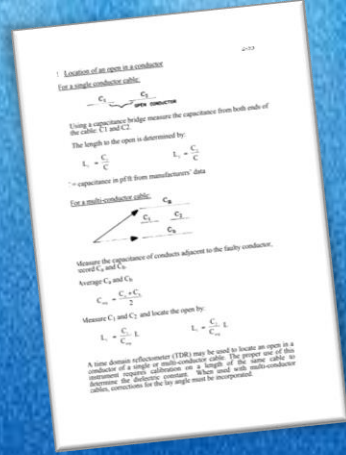 2-33
Location of an open in a conductor
For a single conductor cable:
C₁ C₂
OPEN CONDUCTOR
Using a capacitance bridge measure the capacitance from both ends of
the cable. C1 and C2.
The length to the open is determined by:
L₁ = C₁/C L₂ = C₂/C
= capacitance in pF/ft from manufacturers' data
For a multi-conductor cable:
Ca
C₁ C₂
Cb
Measure the capacitance of conducts adjacent to the faulty conductor,
record Ca and Cb.
Average Ca and Cb
Cavg = Ca + Cb / 2
Measure C₁ and C₂ and locate the open by:
L₁ = C₁/Cavg L L₂ = C₂/Cavg L
A time domain reflectometer (TDR) may be used to locate an open in a
conductor of a single or multi-conductor cable. The proper use of this
instrument requires calibration on a length of the same cable to
determine the dielectric constant. When used with multi-conductor
cables, corrections for the lay angle must be incorporated.